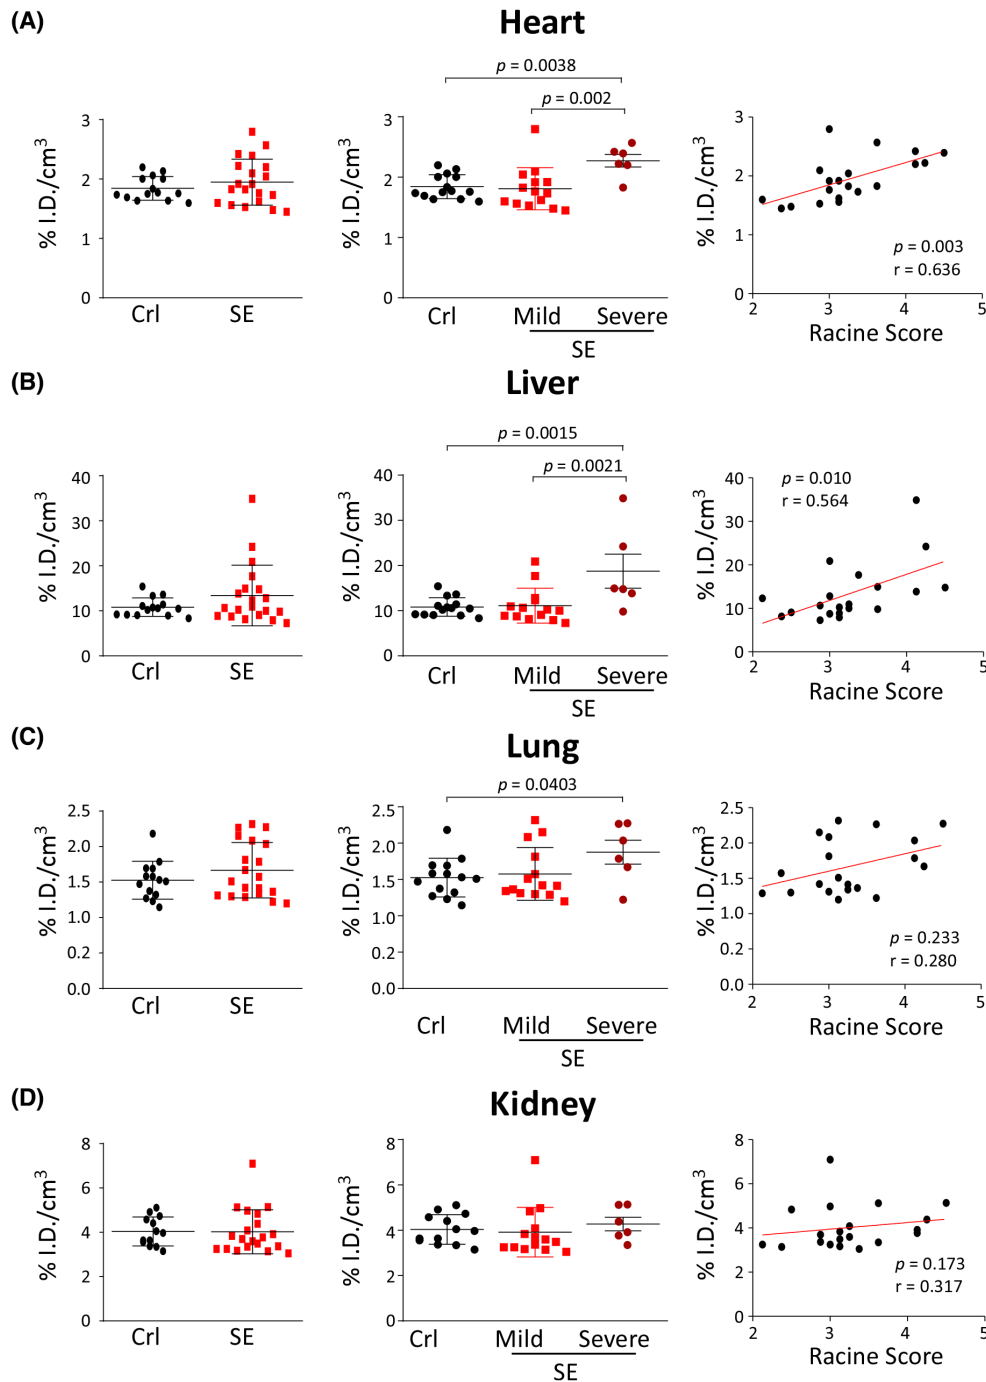 (A)
Heart
% I.D./cm³
3
2
1
0
Crl
SE
p = 0.0038
p = 0.002
% I.D./cm³
3
2
1
0
Crl
Mild
Severe
SE
% I.D./cm³
3
2
1
0
2
3
4
5
p = 0.003
r = 0.636
Racine Score
(B)
Liver
% I.D./cm³
40
30
20
10
0
Crl
SE
p = 0.0015
p = 0.0021
% I.D./cm³
40
30
20
10
0
Crl
Mild
Severe
SE
p = 0.010
r = 0.564
% I.D./cm³
40
30
20
10
0
2
3
4
5
Racine Score
(C)
Lung
% I.D./cm³
2.5
2.0
1.5
1.0
0.2
0.0
Crl
SE
p = 0.0403
% I.D./cm³
2.5
2.0
1.5
1.0
0.2
0.0
Crl
Mild
Severe
SE
% I.D./cm³
2.5
2.0
1.5
1.0
0.2
0.0
2
3
4
5
p = 0.233
r = 0.280
Racine Score
(D)
Kidney
% I.D./cm³
8
6
4
2
0
Crl
SE
% I.D./cm³
8
6
4
2
0
Crl
Mild
Severe
SE
% I.D./cm³
8
6
4
2
0
2
3
4
5
p = 0.173
r = 0.317
Racine Score